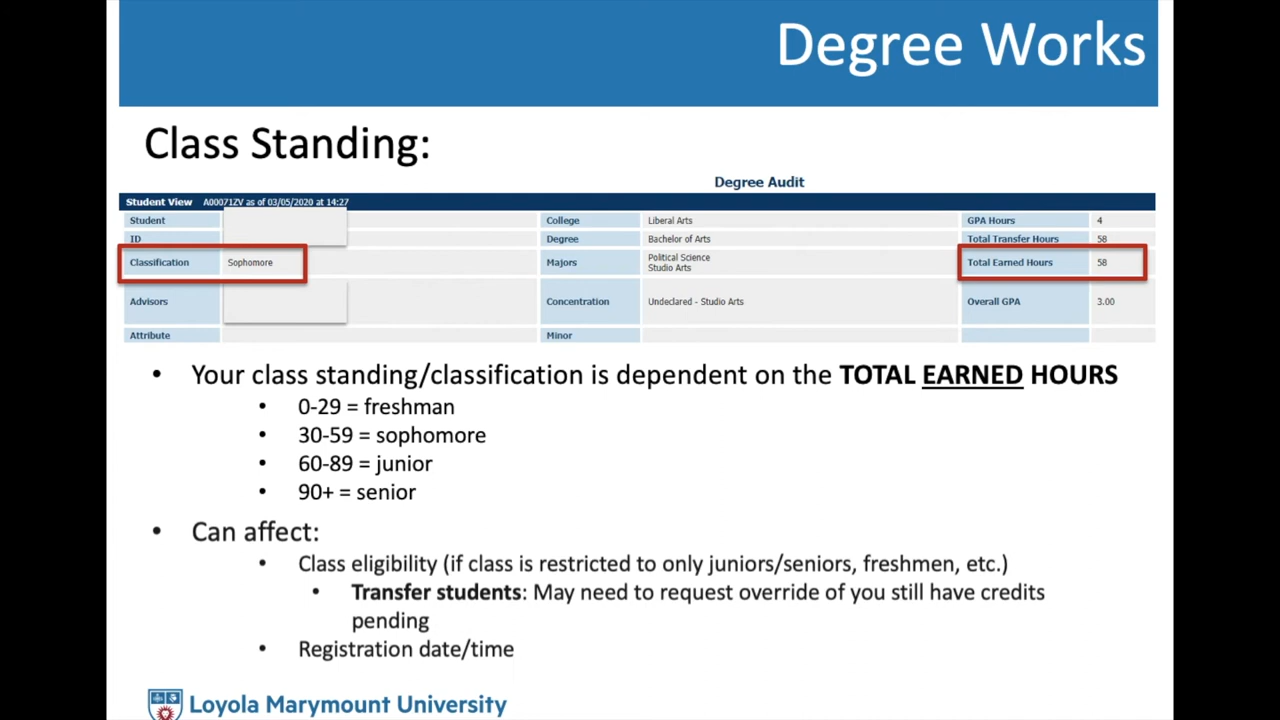 Degree Works
Class Standing:
Degree Audit
Student View A00071ZV as of 03/05/2020 at 14:27
Student College Liberal Arts GPA Hours 4
ID Degree Bachelor of Arts Total Transfer Hours 58
Classification Sophomore Majors Political Science
Studio Arts Total Earned Hours 58
Advisors Concentration Undeclared - Studio Arts Overall GPA 3.00
Attribute Minor
• Your class standing/classification is dependent on the TOTAL EARNED HOURS
• 0-29 = freshman
• 30-59 = sophomore
• 60-89 = junior
• 90+ = senior
• Can affect:
• Class eligibility (if class is restricted to only juniors/seniors, freshmen, etc.)
• Transfer students: May need to request override of you still have credits
pending
• Registration date/time
Loyola Marymount University